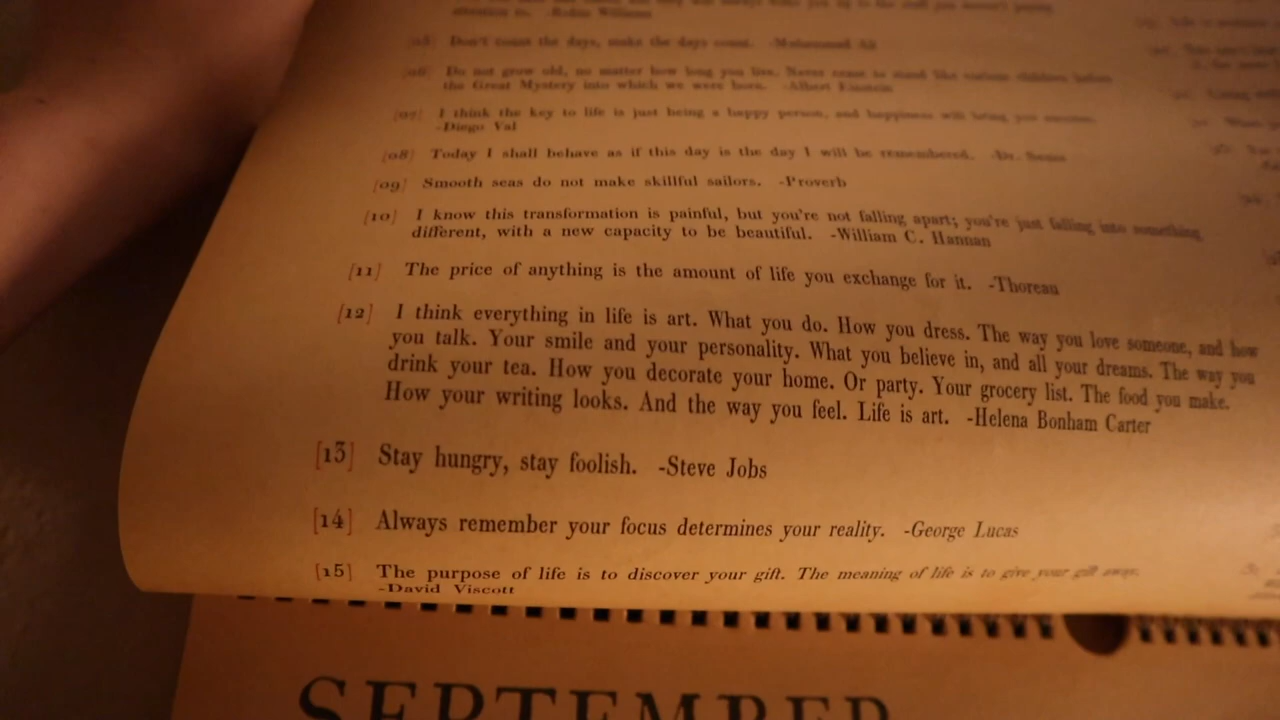 attention to. -Robin Williams
[05] Don't count the days, make the days count. -Muhammad Ali
[06] Do not grow old, no matter how long you live. Never cease to stand like curious children before
the Great Mystery into which we were born. -Albert Einstein
[07] I think the key to life is just being a happy person, and happiness will bring you success.
-Diego Val
[08] Today I shall behave as if this day is the day I will be remembered. -Dr. Seuss
[09] Smooth seas do not make skillful sailors. -Proverb
[10] I know this transformation is painful, but you're not falling apart; you're just falling into something
different, with a new capacity to be beautiful. -William C. Hannan
[11] The price of anything is the amount of life you exchange for it. -Thoreau
[12] I think everything in life is art. What you do. How you dress. The way you love someone, and how
you talk. Your smile and your personality. What you believe in, and all your dreams. The way you
drink your tea. How you decorate your home. Or party. Your grocery list. The food you make.
How your writing looks. And the way you feel. Life is art. -Helena Bonham Carter
[13] Stay hungry, stay foolish. -Steve Jobs
[14] Always remember your focus determines your reality. -George Lucas
[15] The purpose of life is to discover your gift. The meaning of life is to give your gift away.
-David Viscott
SEPTEMBER